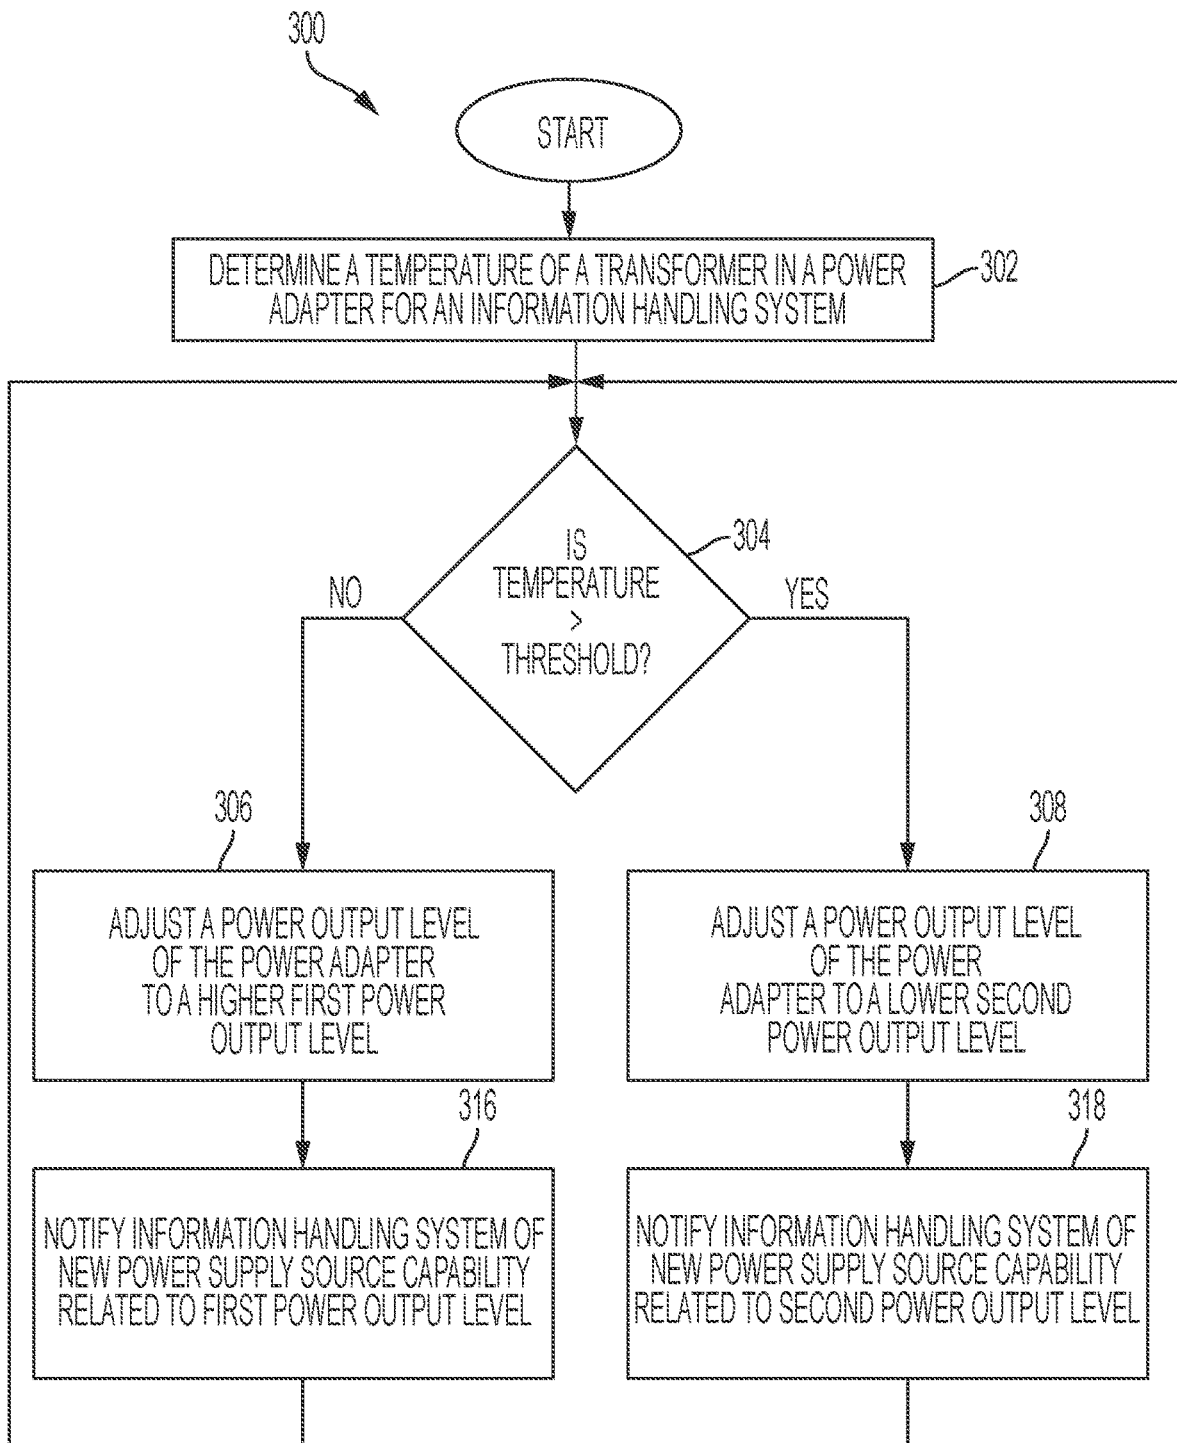 300
START
DETERMINE A TEMPERATURE OF A TRANSFORMER IN A POWER
ADAPTER FOR AN INFORMATION HANDLING SYSTEM
302
304
IS
TEMPERATURE
>
THRESHOLD?
NO
YES
306
ADJUST A POWER OUTPUT LEVEL
OF THE POWER ADAPTER
TO A HIGHER FIRST POWER
OUTPUT LEVEL
308
ADJUST A POWER OUTPUT LEVEL
OF THE POWER
ADAPTER TO A LOWER SECOND
POWER OUTPUT LEVEL
316
NOTIFY INFORMATION HANDLING SYSTEM OF
NEW POWER SUPPLY SOURCE CAPABILITY
RELATED TO FIRST POWER OUTPUT LEVEL
318
NOTIFY INFORMATION HANDLING SYSTEM OF
NEW POWER SUPPLY SOURCE CAPABILITY
RELATED TO SECOND POWER OUTPUT LEVEL